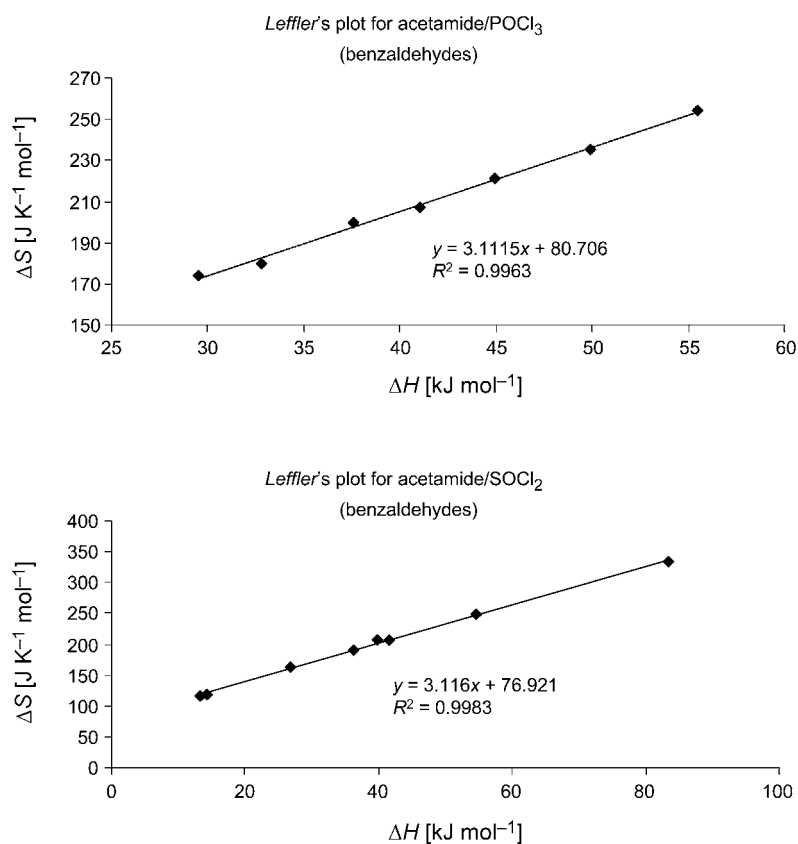 Leffler's plot for acetamide/POCl3
(benzaldehydes)
270
250
230
210
190
170
150
ΔS [J K–1 mol–1]
y = 3.1115x + 80.706
R2 = 0.9963
25 30 35 40 45 50 55 60
ΔH [kJ mol–1]
Leffler's plot for acetamide/SOCl2
(benzaldehydes)
400
350
300
250
200
150
100
50
0
ΔS [J K–1 mol–1]
y = 3.116x + 76.921
R2 = 0.9983
0 20 40 60 80 100
ΔH [kJ mol–1]